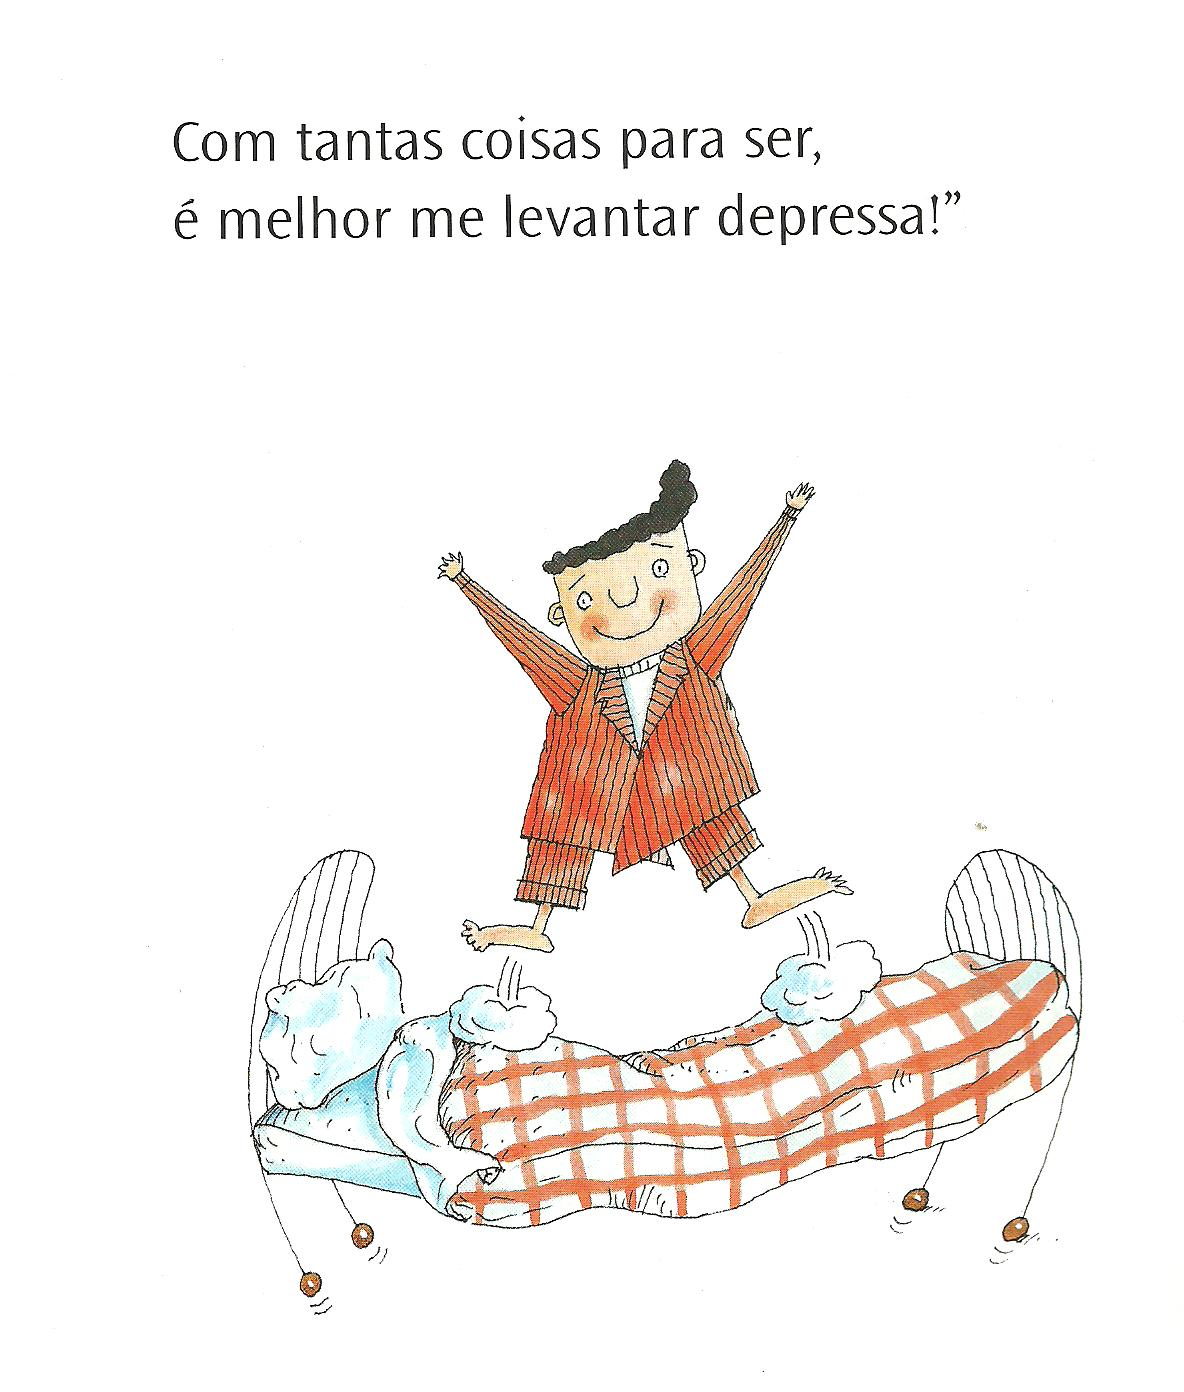 Com tantas coisas para ser,
é melhor me levantar depressa!”